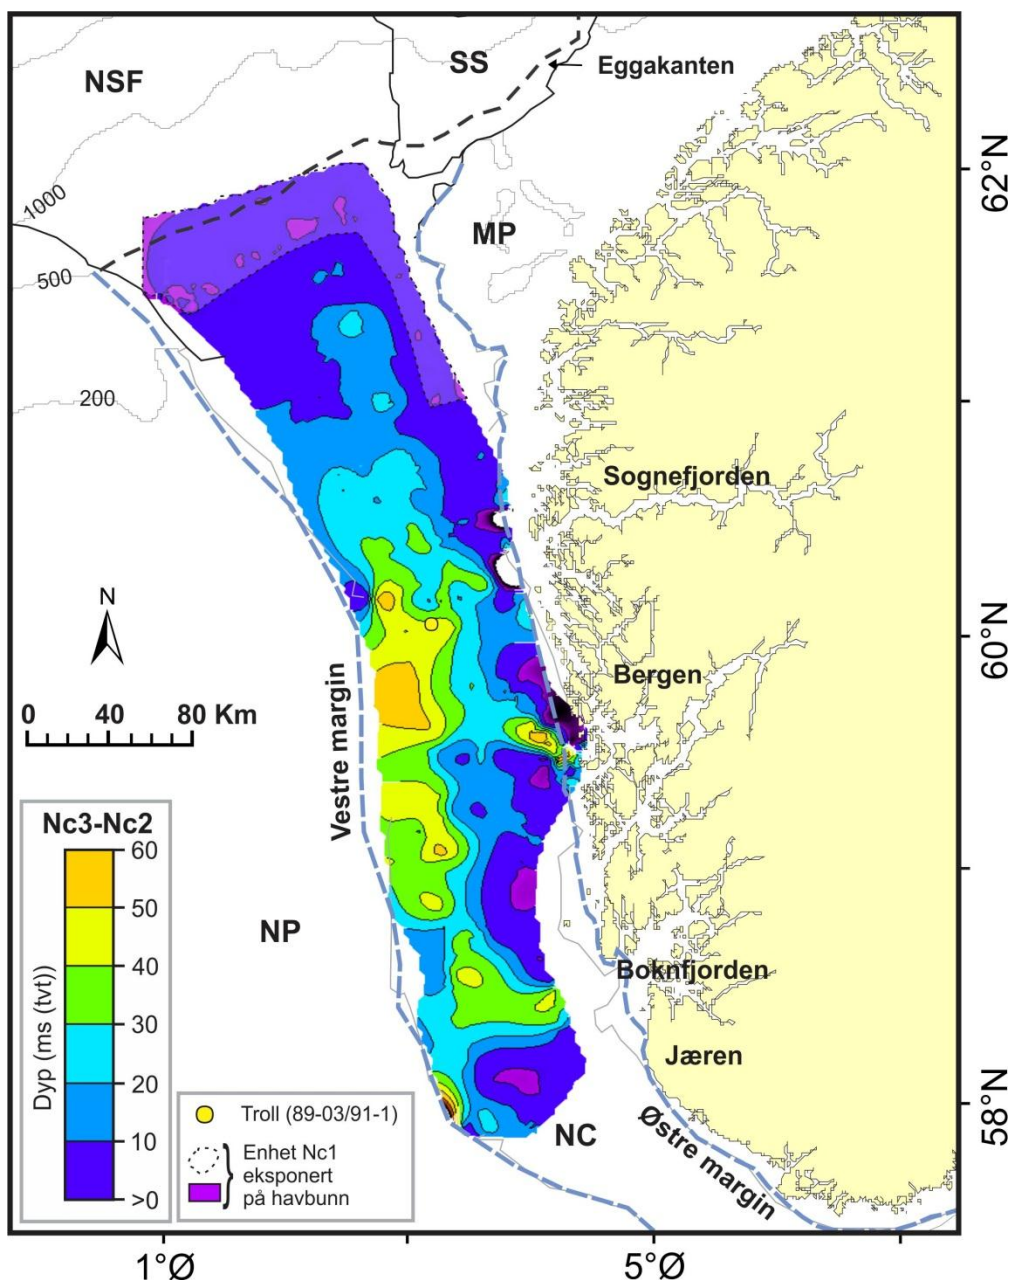 NSF
SS
Eggakanten
62°N
1000
MP
500
200
Sognefjorden
N
60°N
Bergen
0 40 80 Km
Vestre margin
Nc3-Nc2
60
50
40
30
20
10
>0
Dyp (ms (tvt))
NP
Boknfjorden
Jæren
58°N
Troll (89-03/91-1)
Enhet Nc1
eksponert
på havbunn
NC
Østre margin
1°Ø
5°Ø